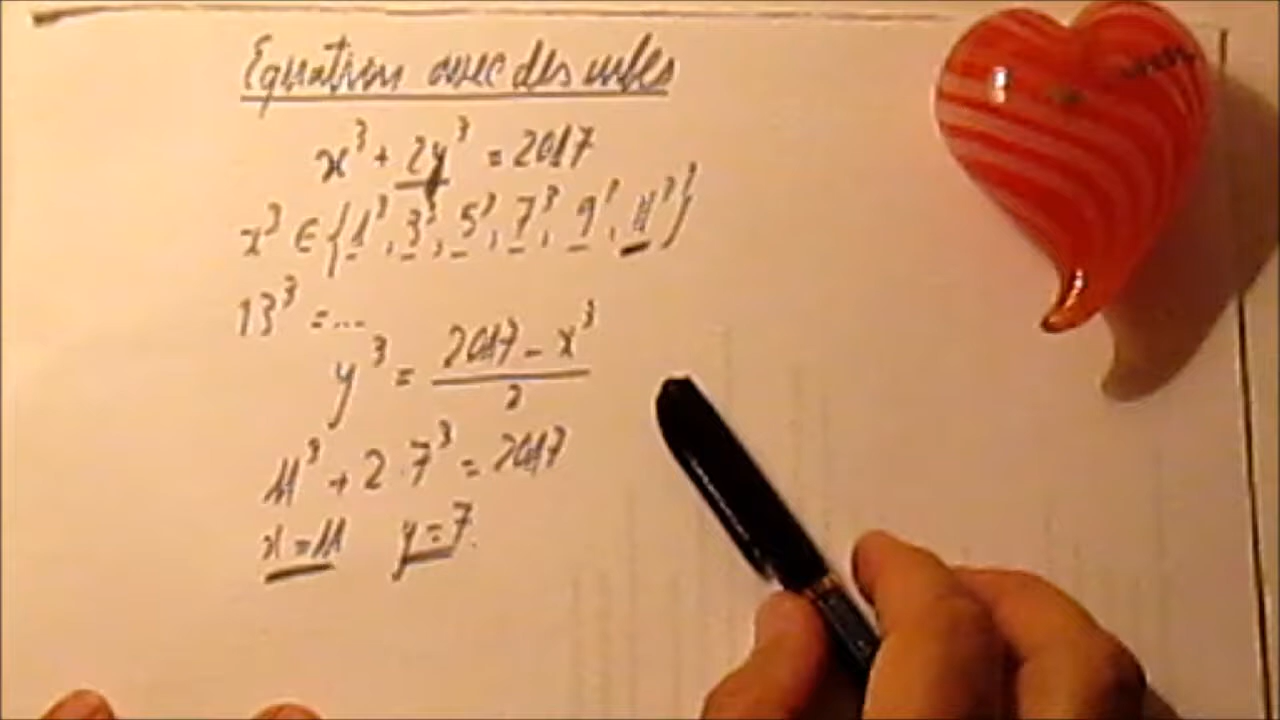 Equation avec des cubes
x³ + 2y³ = 2017
x³ ∈ {1³, 3³, 5³, 7³, 9³, 11³}
13³ = ...
y³ = (2017 - x³)/2
11³ + 2·7³ = 2017
x = 11 y = 7.